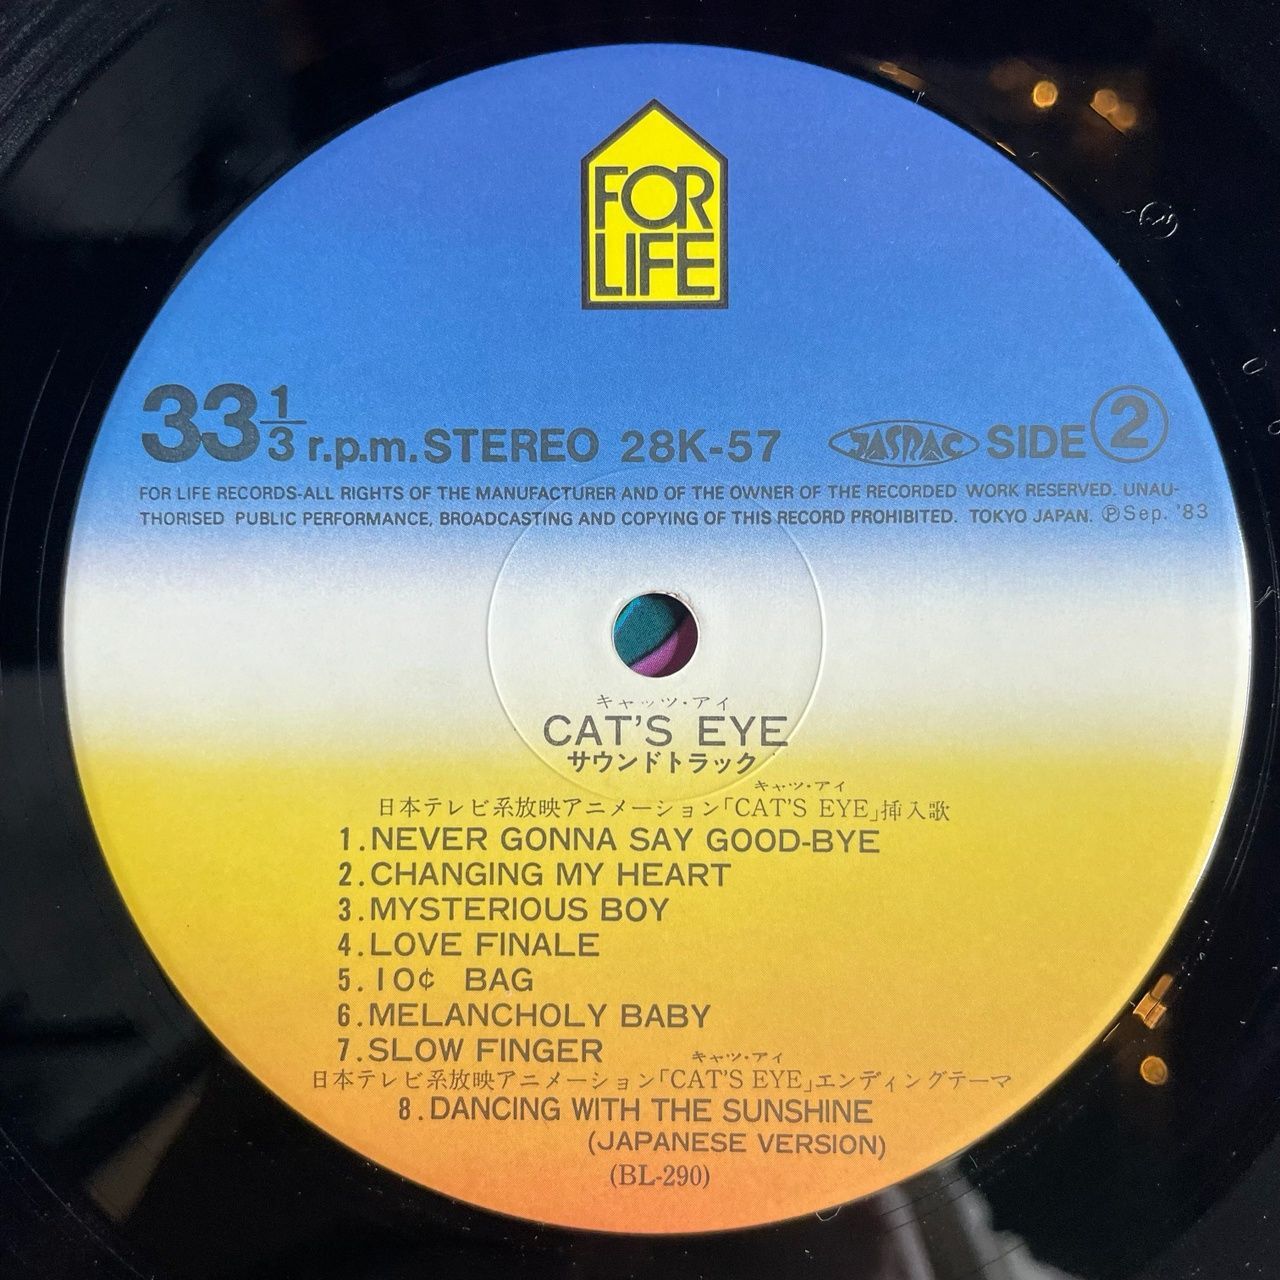 FOR
LIFE
33 1/3 r.p.m. STEREO 28K-57 JASRAC SIDE 2
FOR LIFE RECORDS-ALL RIGHTS OF THE MANUFACTURER AND OF THE OWNER OF THE RECORDED WORK RESERVED. UNAU-
THORISED PUBLIC PERFORMANCE, BROADCASTING AND COPYING OF THIS RECORD PROHIBITED. TOKYO JAPAN. ℗Sep. '83
キャッツ・アイ
CAT'S EYE
サウンドトラック
キャッツ・アイ
日本テレビ系放映アニメーション「CAT'S EYE」挿入歌
1.NEVER GONNA SAY GOOD-BYE
2.CHANGING MY HEART
3.MYSTERIOUS BOY
4.LOVE FINALE
5.10¢ BAG
6.MELANCHOLY BABY
7.SLOW FINGER
キャッツ・アイ
日本テレビ系放映アニメーション「CAT'S EYE」エンディングテーマ
8.DANCING WITH THE SUNSHINE
(JAPANESE VERSION)
(BL-290)